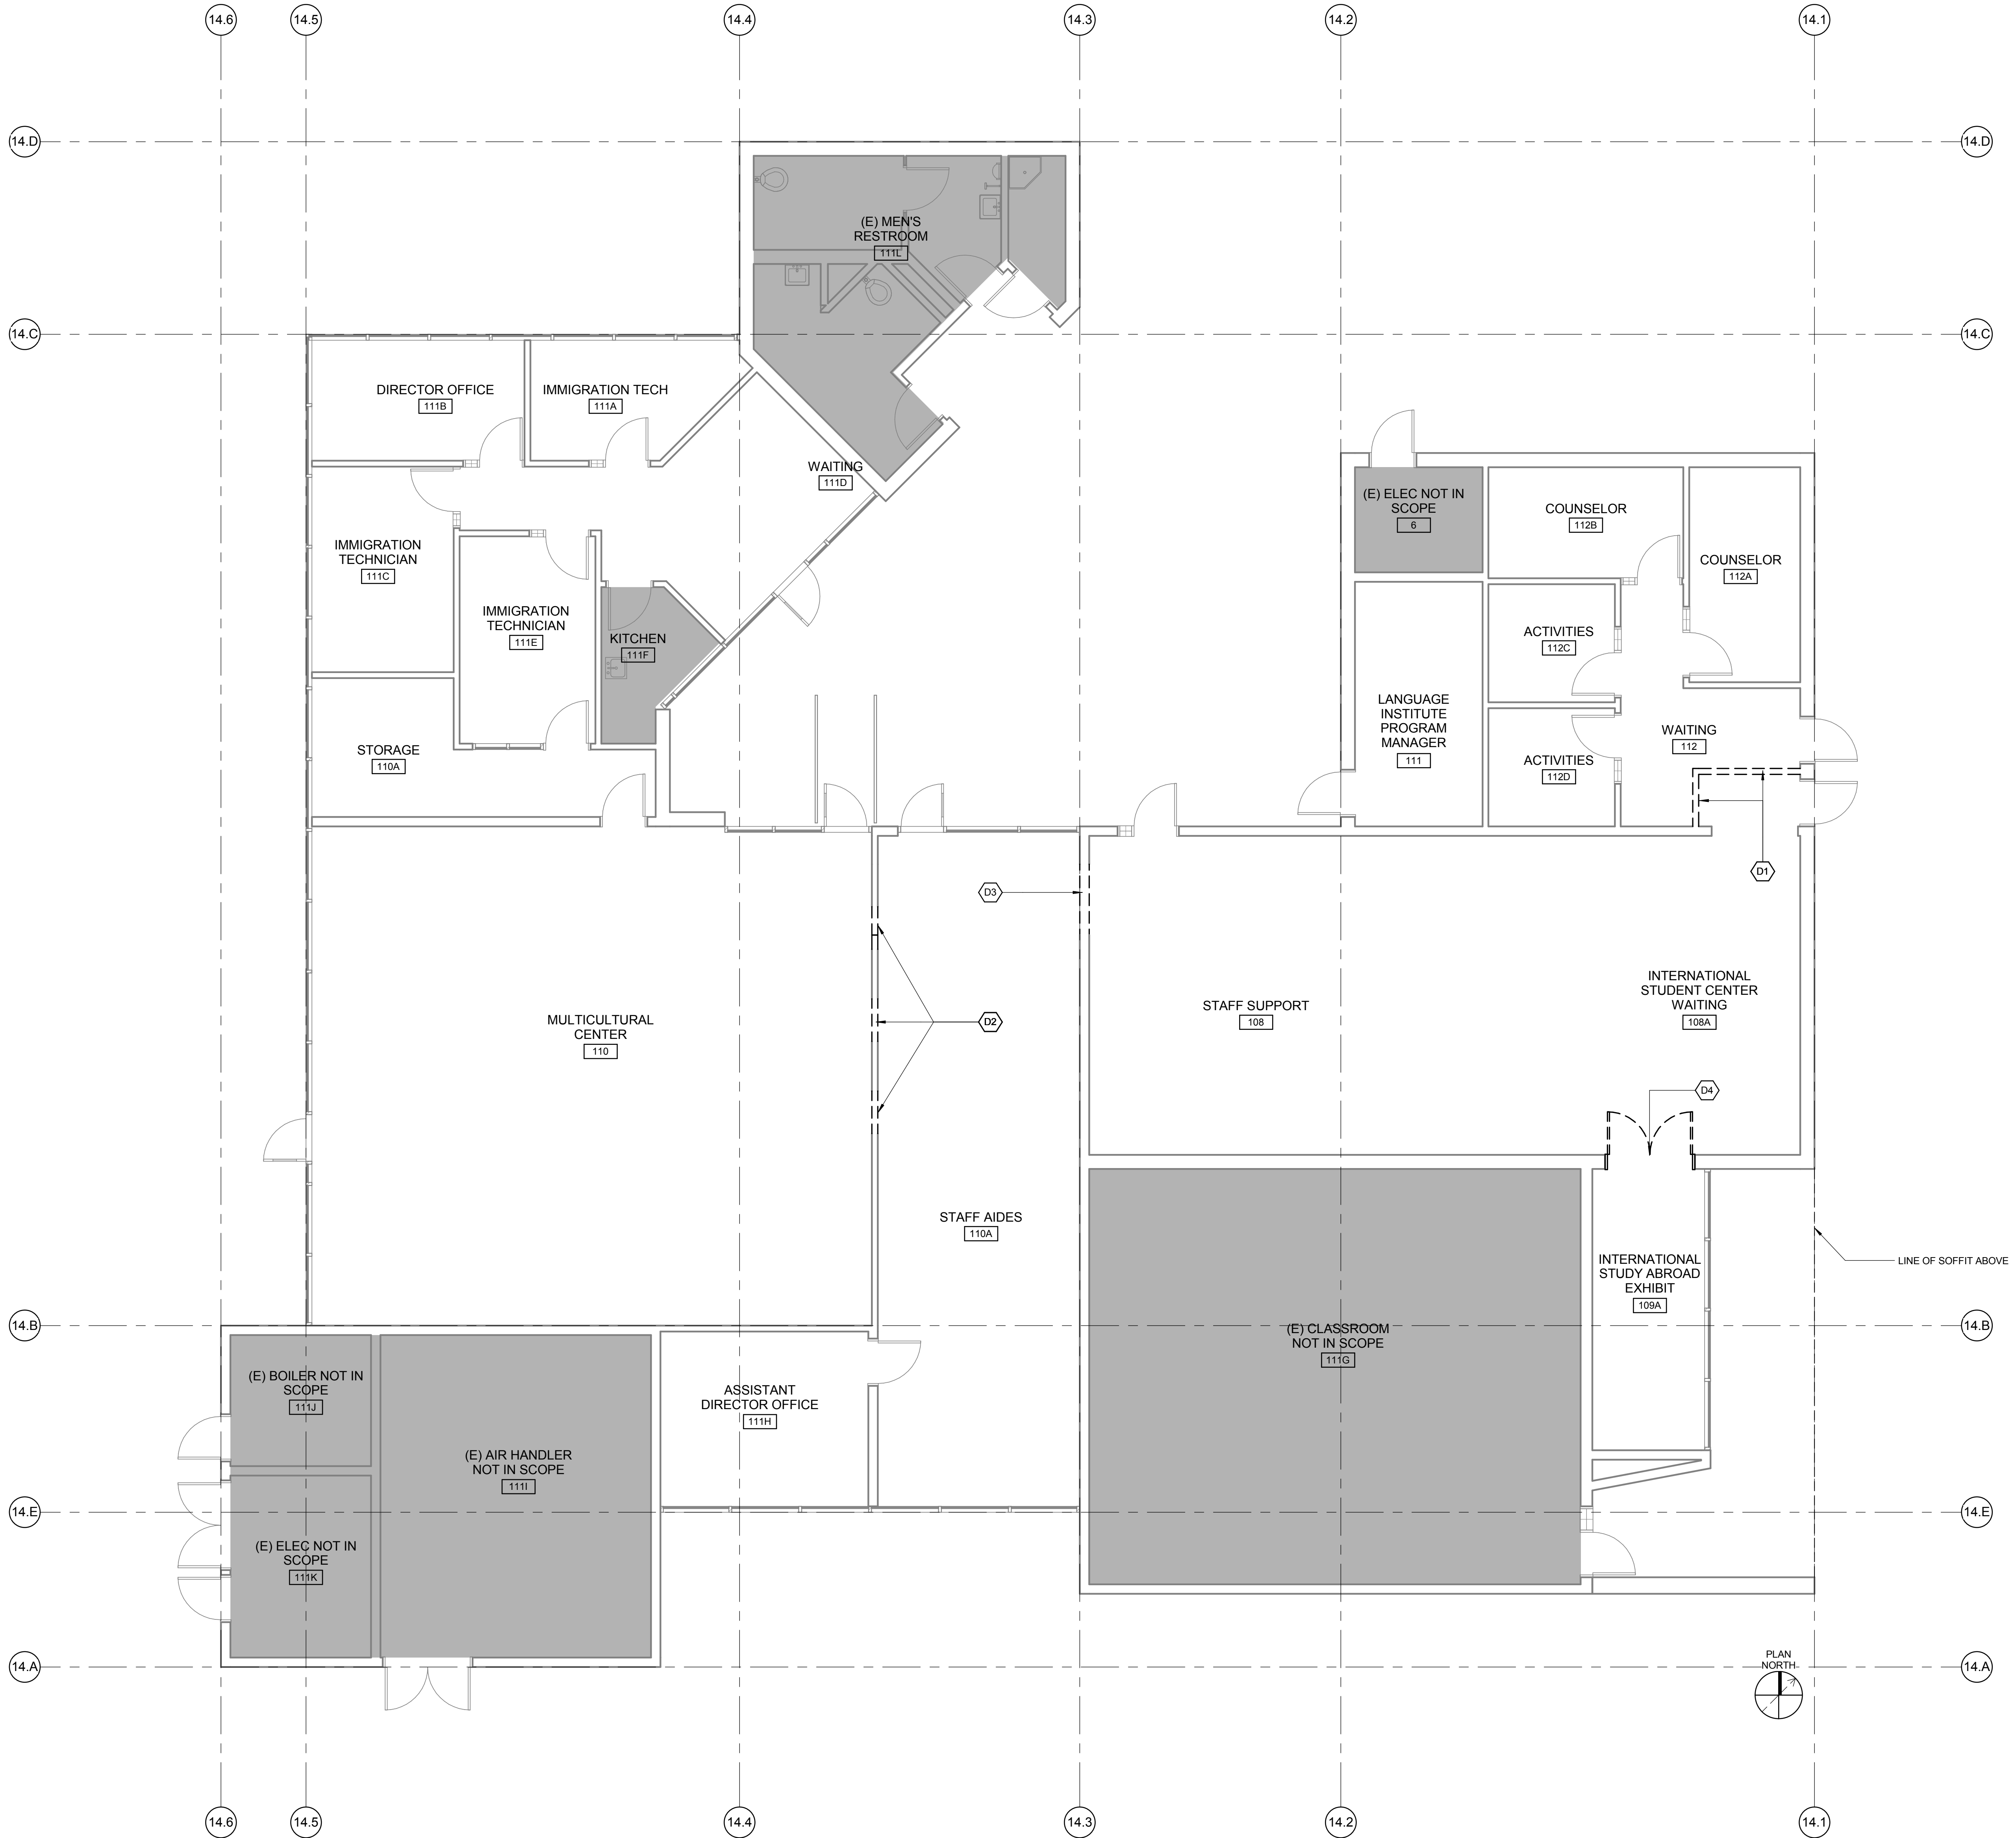 14.6
14.5
14.4
14.3
14.2
14.1
14.D
14.D
(E) MEN'S
RESTROOM
111L
14.C
14.C
DIRECTOR OFFICE
111B
IMMIGRATION TECH
111A
WAITING
111D
(E) ELEC NOT IN
SCOPE
6
COUNSELOR
112B
COUNSELOR
112A
IMMIGRATION
TECHNICIAN
111C
IMMIGRATION
TECHNICIAN
111E
KITCHEN
111F
ACTIVITIES
112C
LANGUAGE
INSTITUTE
PROGRAM
MANAGER
111
WAITING
112
STORAGE
110A
ACTIVITIES
112D
D1
D3
MULTICULTURAL
CENTER
110
D2
STAFF SUPPORT
108
INTERNATIONAL
STUDENT CENTER
WAITING
108A
D4
STAFF AIDES
110A
INTERNATIONAL
STUDY ABROAD
EXHIBIT
109A
LINE OF SOFFIT ABOVE
14.B
14.B
(E) CLASSROOM
NOT IN SCOPE
111G
(E) BOILER NOT IN
SCOPE
111J
ASSISTANT
DIRECTOR OFFICE
111H
(E) AIR HANDLER
NOT IN SCOPE
111I
14.E
14.E
(E) ELEC NOT IN
SCOPE
111K
14.A
14.A
PLAN
NORTH
14.6
14.5
14.4
14.3
14.2
14.1